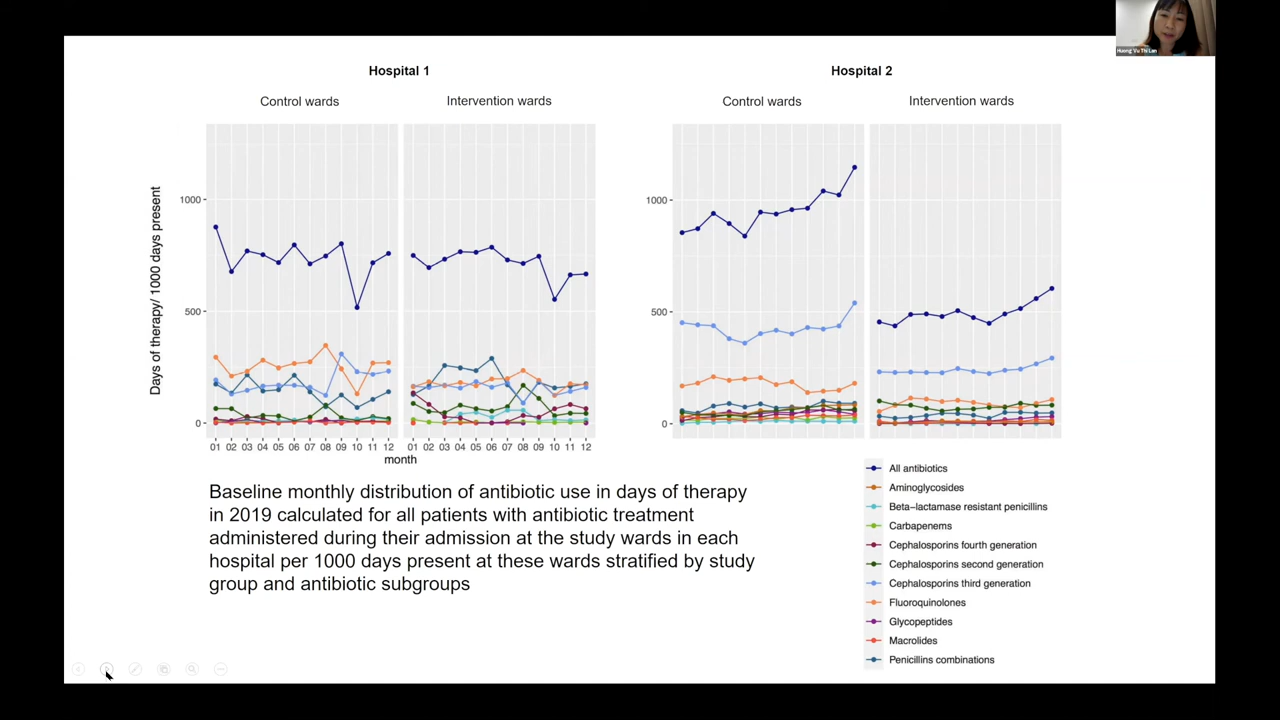 Huong Vu Thi Lan
Hospital 1
Hospital 2
Control wards
Intervention wards
Control wards
Intervention wards
Days of therapy/ 1000 days present
1000
500
0
01 02 03 04 05 06 07 08 09 10 11 12
01 02 03 04 05 06 07 08 09 10 11 12
month
1000
500
0
Baseline monthly distribution of antibiotic use in days of therapy
in 2019 calculated for all patients with antibiotic treatment
administered during their admission at the study wards in each
hospital per 1000 days present at these wards stratified by study
group and antibiotic subgroups
All antibiotics
Aminoglycosides
Beta−lactamase resistant penicillins
Carbapenems
Cephalosporins fourth generation
Cephalosporins second generation
Cephalosporins third generation
Fluoroquinolones
Glycopeptides
Macrolides
Penicillins combinations